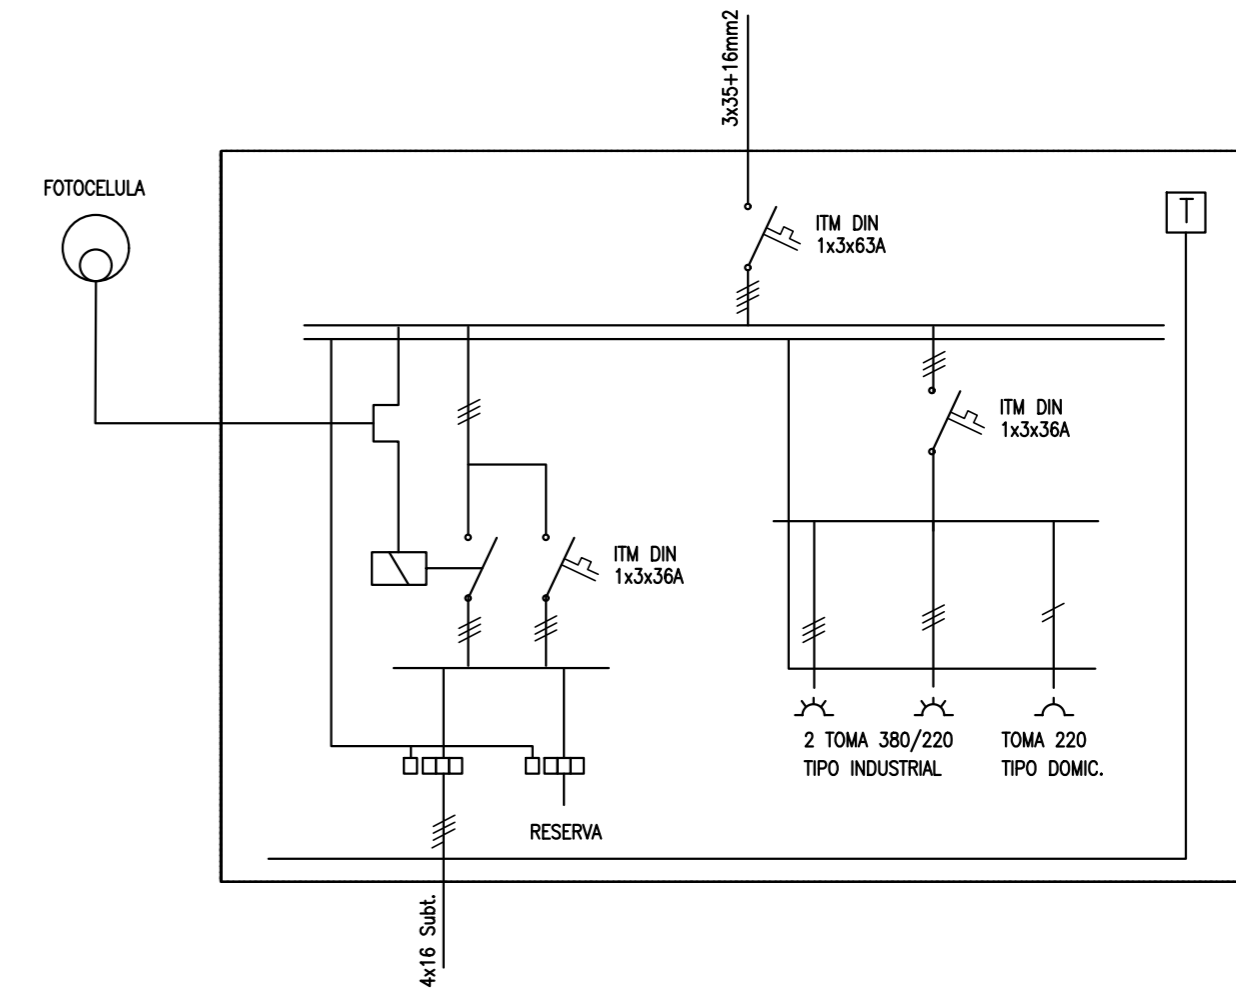 3x35+16mm2
FOTOCELULA
T
ITM DIN
1x3x63A
ITM DIN
1x3x36A
ITM DIN
1x3x36A
2 TOMA 380/220
TIPO INDUSTRIAL
TOMA 220
TIPO DOMIC.
RESERVA
4x16 Subt.